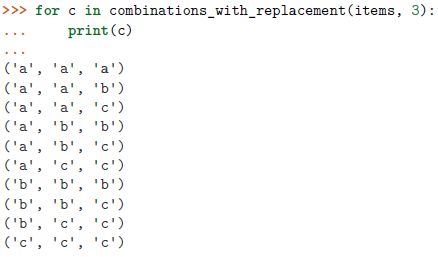 >>> for c in combinations_with_replacement(items, 3):
...     print(c)
...
('a', 'a', 'a')
('a', 'a', 'b')
('a', 'a', 'c')
('a', 'b', 'b')
('a', 'b', 'c')
('a', 'c', 'c')
('b', 'b', 'b')
('b', 'b', 'c')
('b', 'c', 'c')
('c', 'c', 'c')